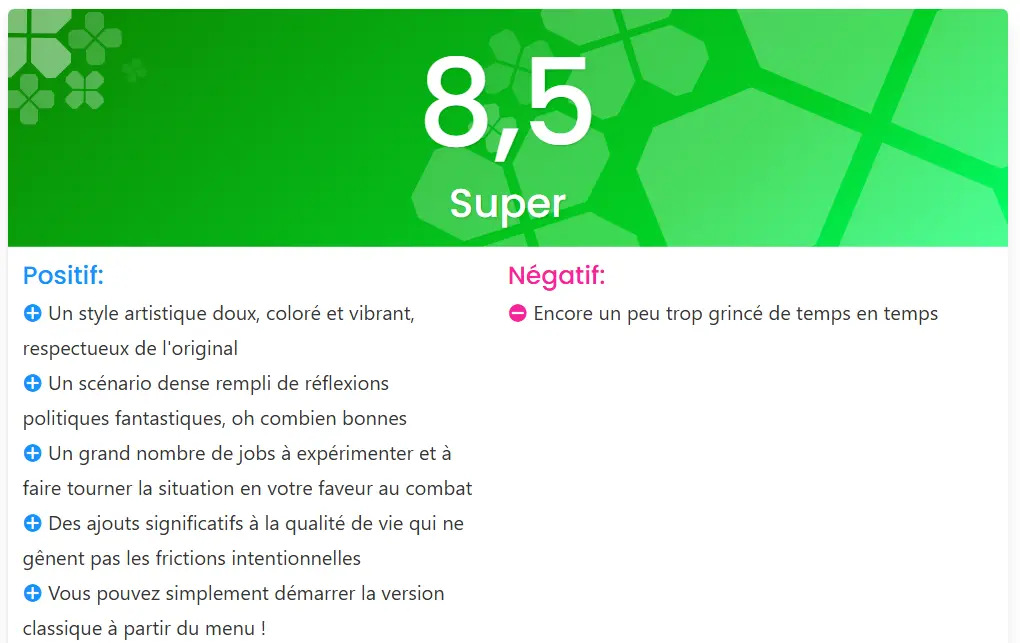 8,5
Super
Positif:
Un style artistique doux, coloré et vibrant,
respectueux de l'original
Un scénario dense rempli de réflexions
politiques fantastiques, oh combien bonnes
Un grand nombre de jobs à expérimenter et à
faire tourner la situation en votre faveur au combat
Des ajouts significatifs à la qualité de vie qui ne
gênent pas les frictions intentionnelles
Vous pouvez simplement démarrer la version
classique à partir du menu !
Négatif:
Encore un peu trop grincé de temps en temps